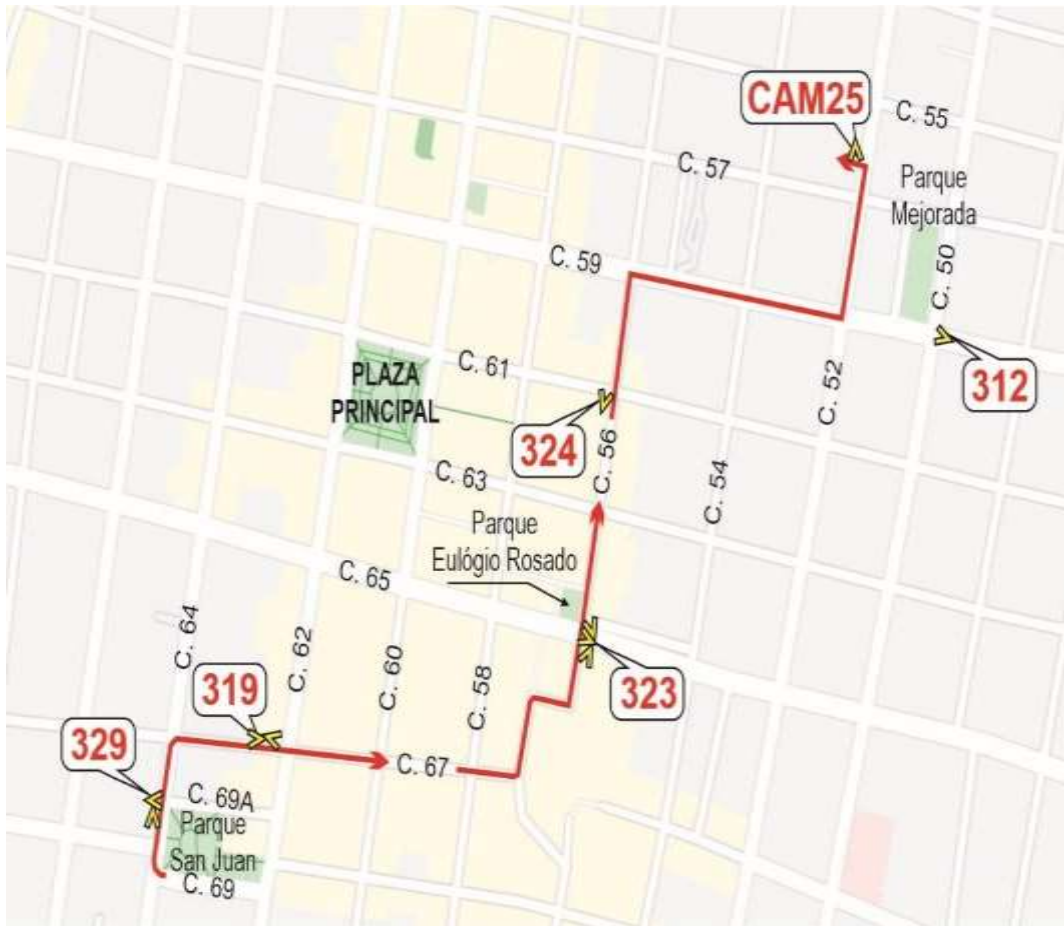 CAM25
C. 55
C. 57
Parque
Mejorada
C. 50
C. 59
312
C. 61
PLAZA
PRINCIPAL
C. 52
324
C. 56
C. 63
C. 54
Parque
Eulógio Rosado
C. 65
C. 64
C. 62
C. 60
C. 58
319
323
329
C. 67
C. 69A
Parque
San Juan
C. 69